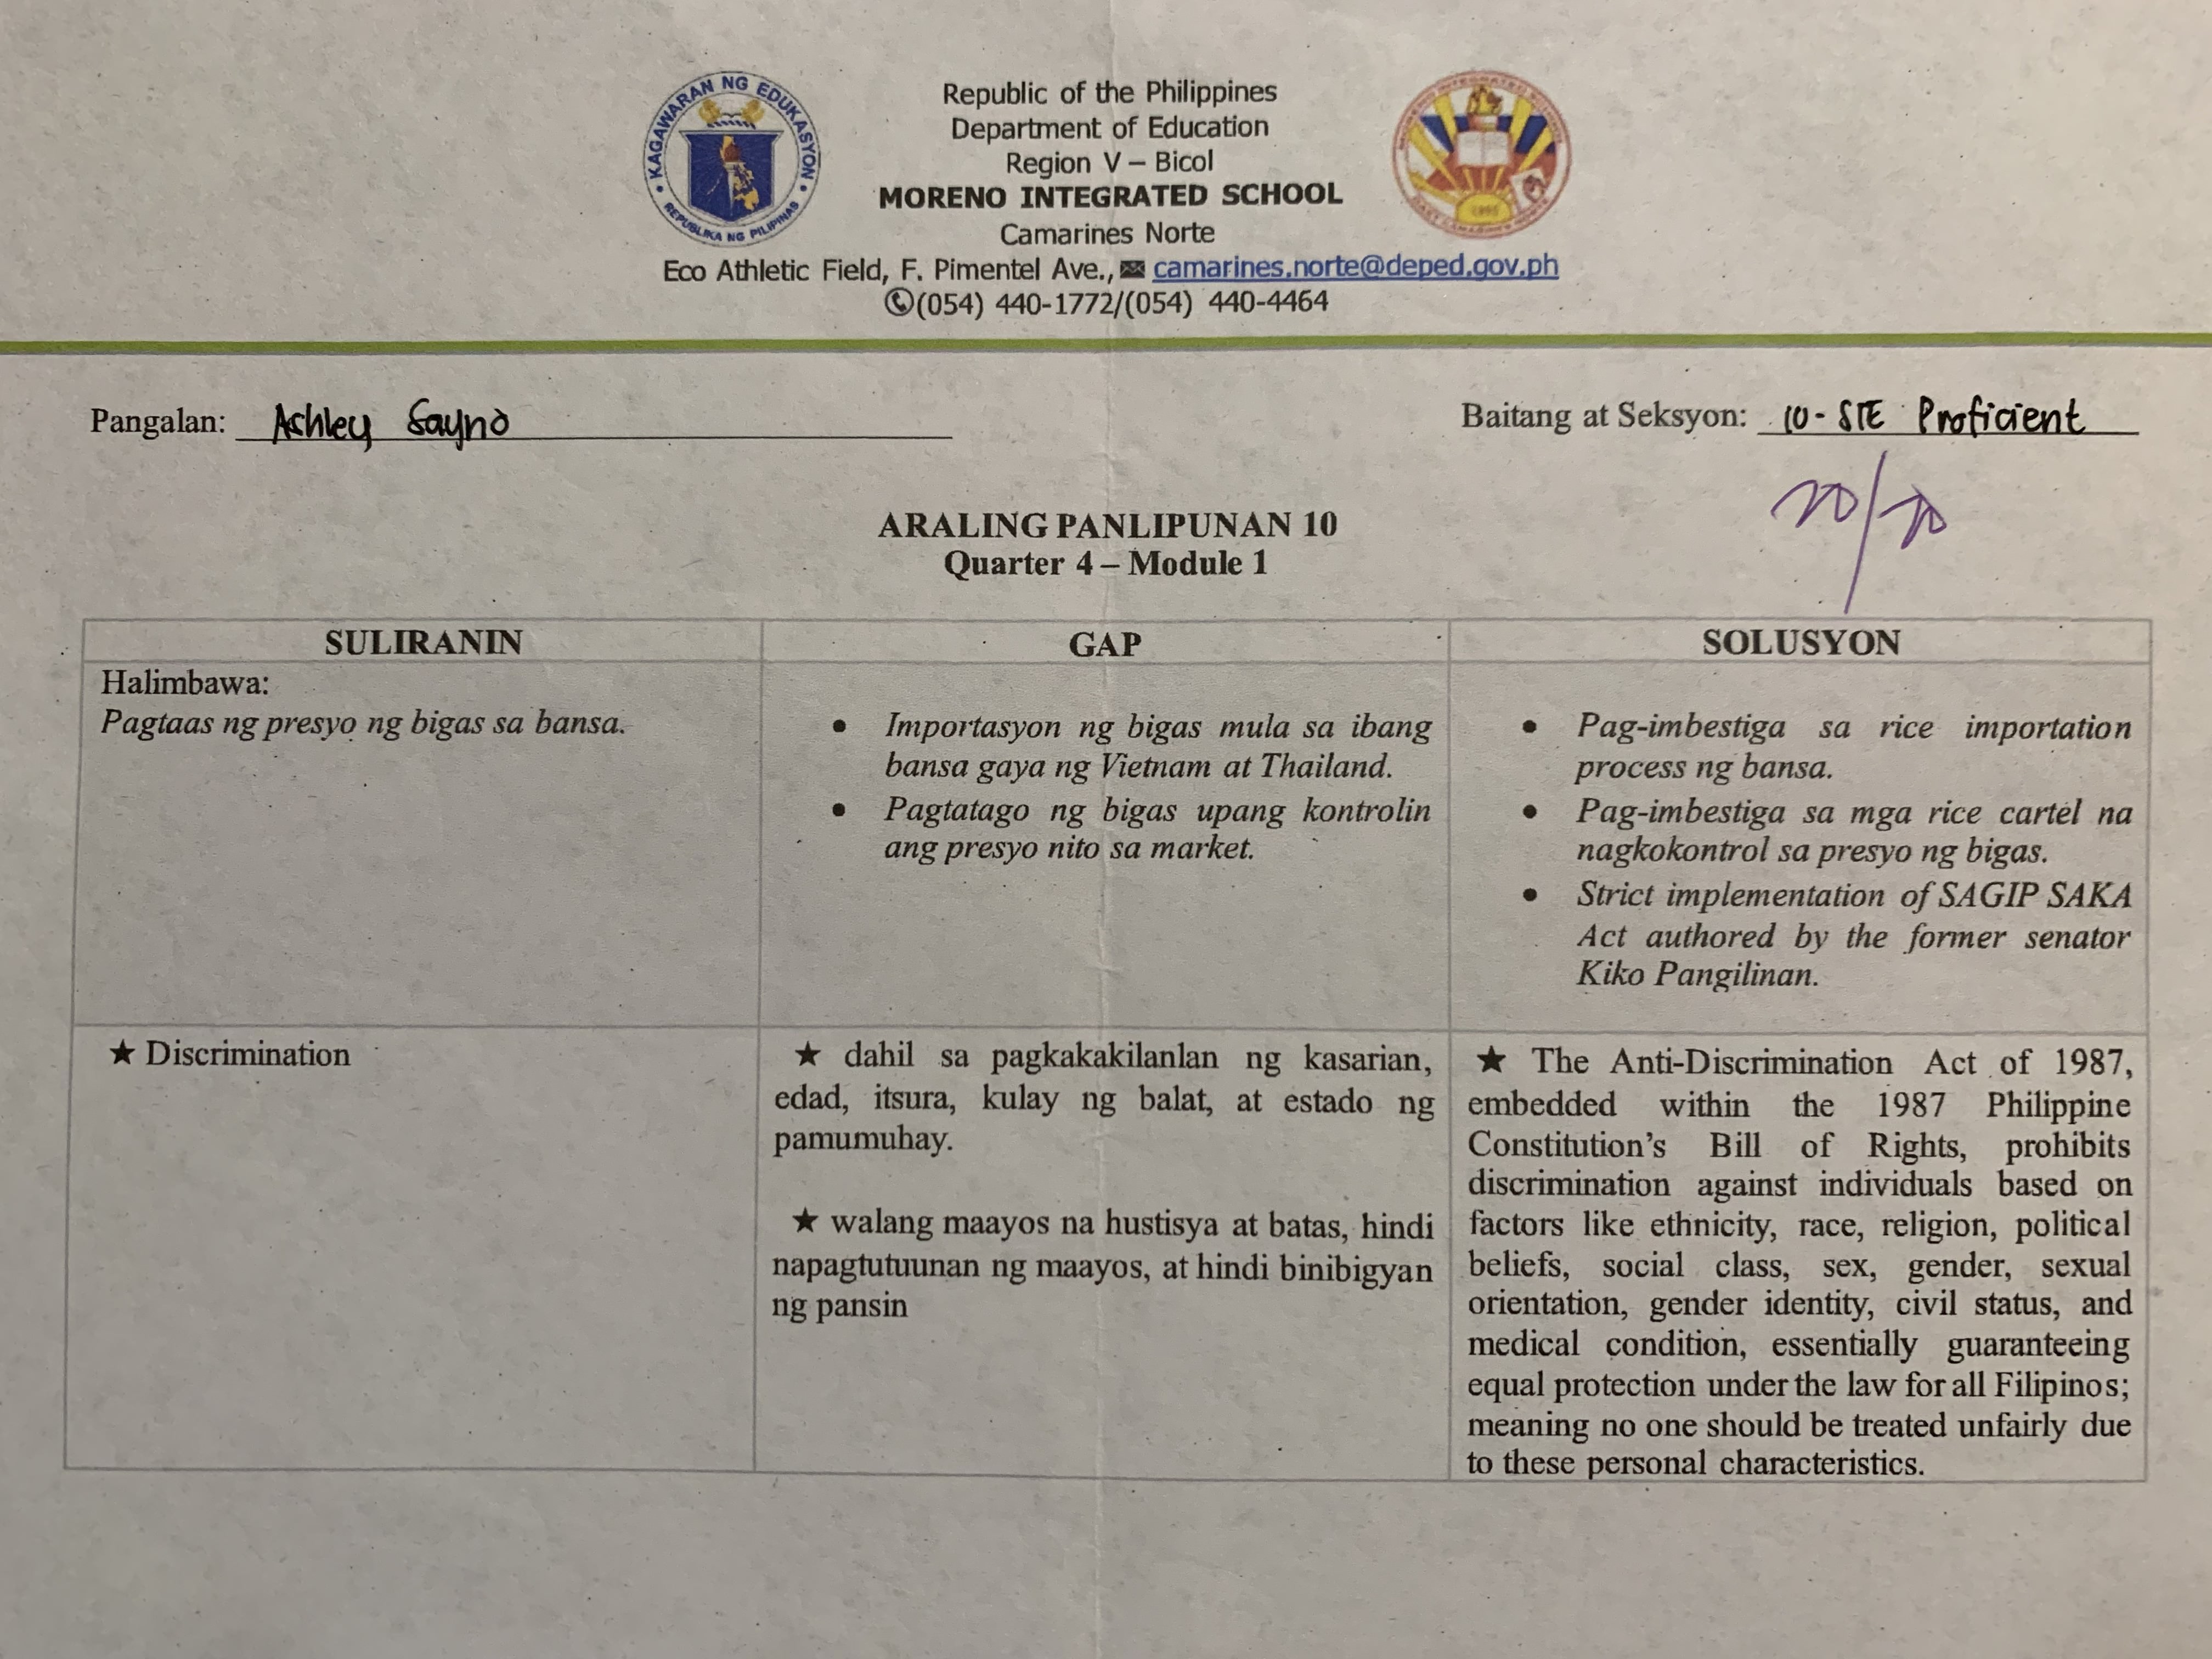 KAGAWARAN NG EDUKASYON
REPUBLIKA NG PILIPINAS
Republic of the Philippines
Department of Education
Region V – Bicol
MORENO INTEGRATED SCHOOL
Camarines Norte
Eco Athletic Field, F. Pimentel Ave., camarines.norte@deped.gov.ph
(054) 440-1772/(054) 440-4464
Pangalan: Ashley Sayno
Baitang at Seksyon: 10-STE Proficient
ARALING PANLIPUNAN 10
Quarter 4 – Module 1
SULIRANIN
GAP
SOLUSYON
Halimbawa:
Pagtaas ng presyo ng bigas sa bansa.
• Importasyon ng bigas mula sa ibang
bansa gaya ng Vietnam at Thailand.
• Pagtatago ng bigas upang kontrolin
ang presyo nito sa market.
• Pag-imbestiga sa rice importation
process ng bansa.
• Pag-imbestiga sa mga rice cartel na
nagkokontrol sa presyo ng bigas.
• Strict implementation of SAGIP SAKA
Act authored by the former senator
Kiko Pangilinan.
★ Discrimination
★ dahil sa pagkakakilanlan ng kasarian,
edad, itsura, kulay ng balat, at estado ng
pamumuhay.
★ walang maayos na hustisya at batas, hindi
napagtutuunan ng maayos, at hindi binibigyan
ng pansin
★ The Anti-Discrimination Act of 1987,
embedded within the 1987 Philippine
Constitution's Bill of Rights, prohibits
discrimination against individuals based on
factors like ethnicity, race, religion, political
beliefs, social class, sex, gender, sexual
orientation, gender identity, civil status, and
medical condition, essentially guaranteeing
equal protection under the law for all Filipinos;
meaning no one should be treated unfairly due
to these personal characteristics.